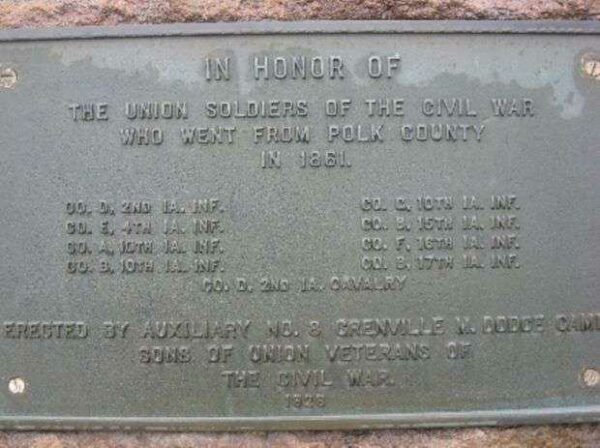 IN HONOR OF
THE UNION SOLDIERS OF THE CIVIL WAR
WHO WENT FROM POLK COUNTY
IN 1861.
CO. D, 2ND IA. INF.
CO. E, 4TH IA. INF.
CO. A, 10TH IA. INF.
CO. B, 10TH IA. INF.
CO. C, 10TH IA. INF.
CO. B, 15TH IA. INF.
CO. F, 16TH IA. INF.
CO. B, 17TH IA. INF.
CO. D, 2ND IA. CAVALRY
ERECTED BY AUXILIARY NO. 8 GRENVILLE M. DODGE CAMP
SONS OF UNION VETERANS OF
THE CIVIL WAR.